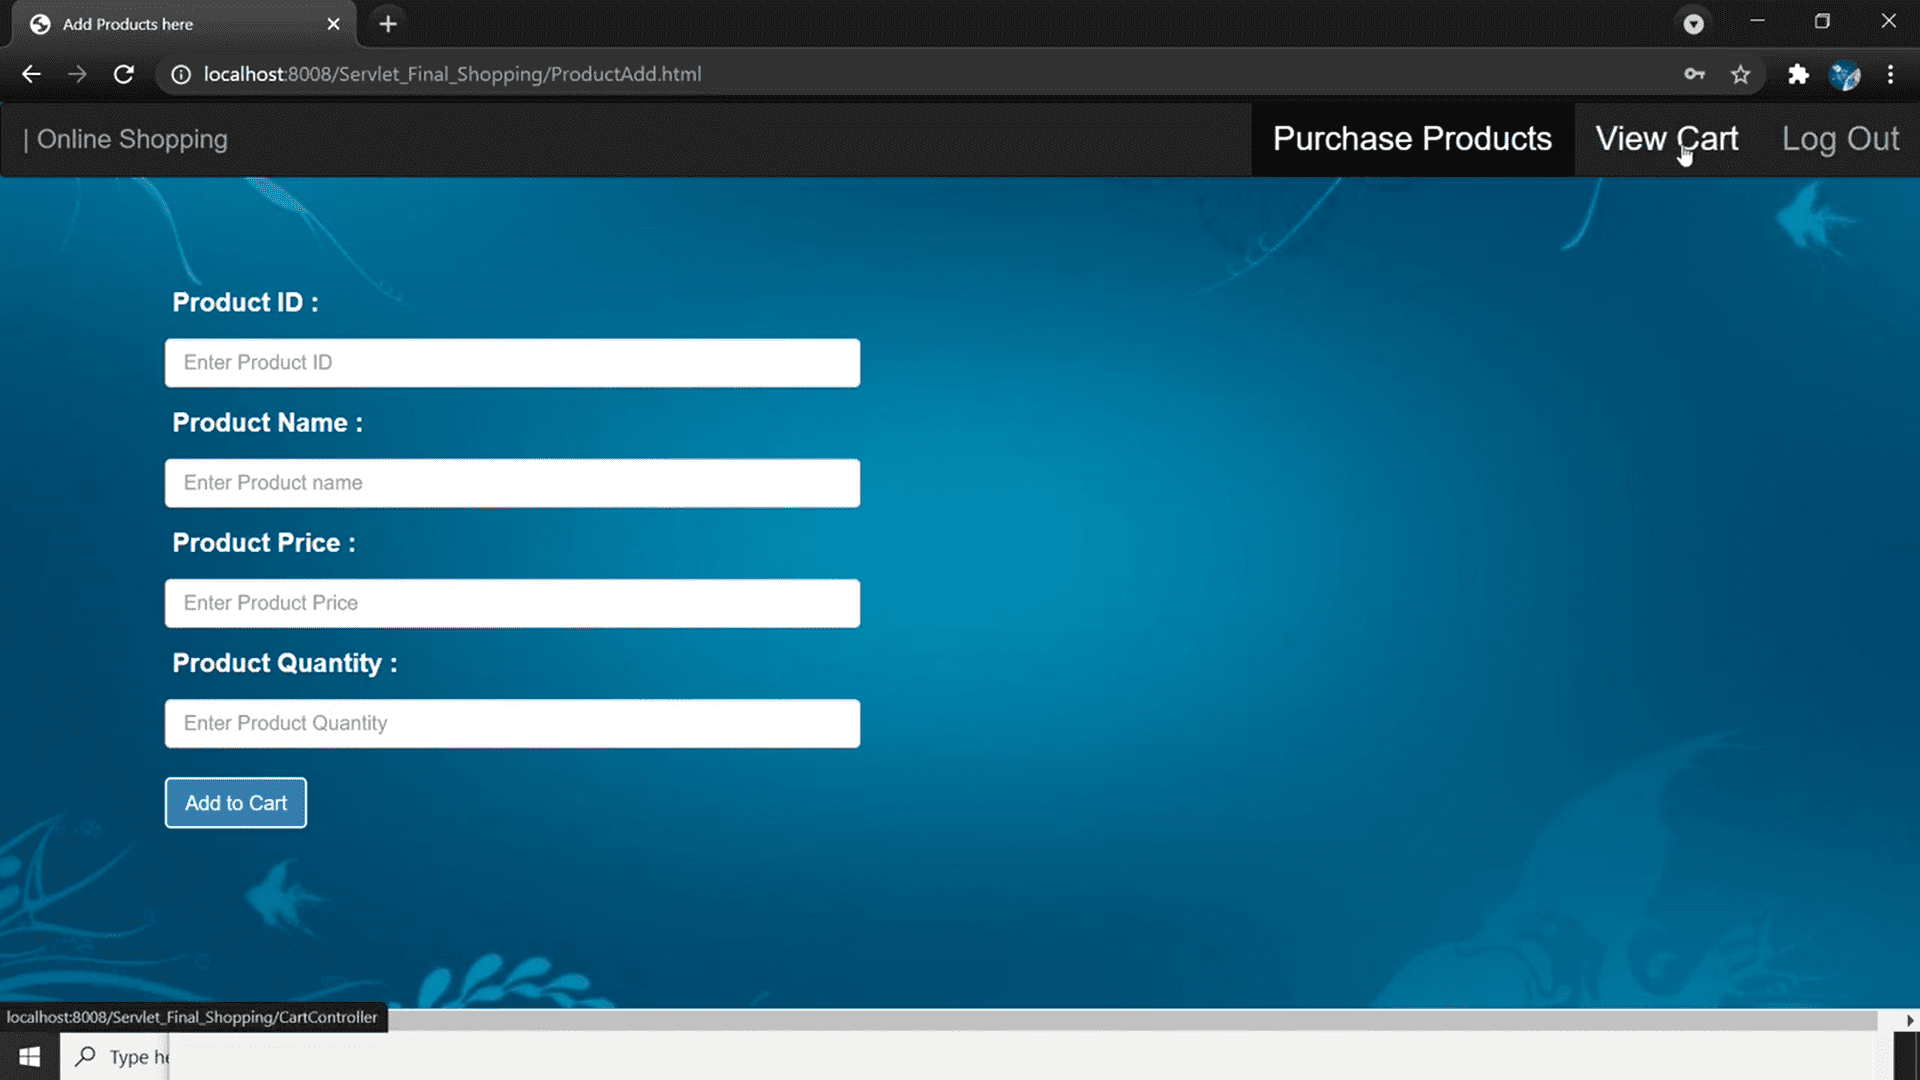 Add Products here
localhost:8008/Servlet_Final_Shopping/ProductAdd.html
| Online Shopping
Purchase Products
View Cart
Log Out
Product ID :
Enter Product ID
Product Name :
Enter Product name
Product Price :
Enter Product Price
Product Quantity :
Enter Product Quantity
Add to Cart
localhost:8008/Servlet_Final_Shopping/CartController
Type he